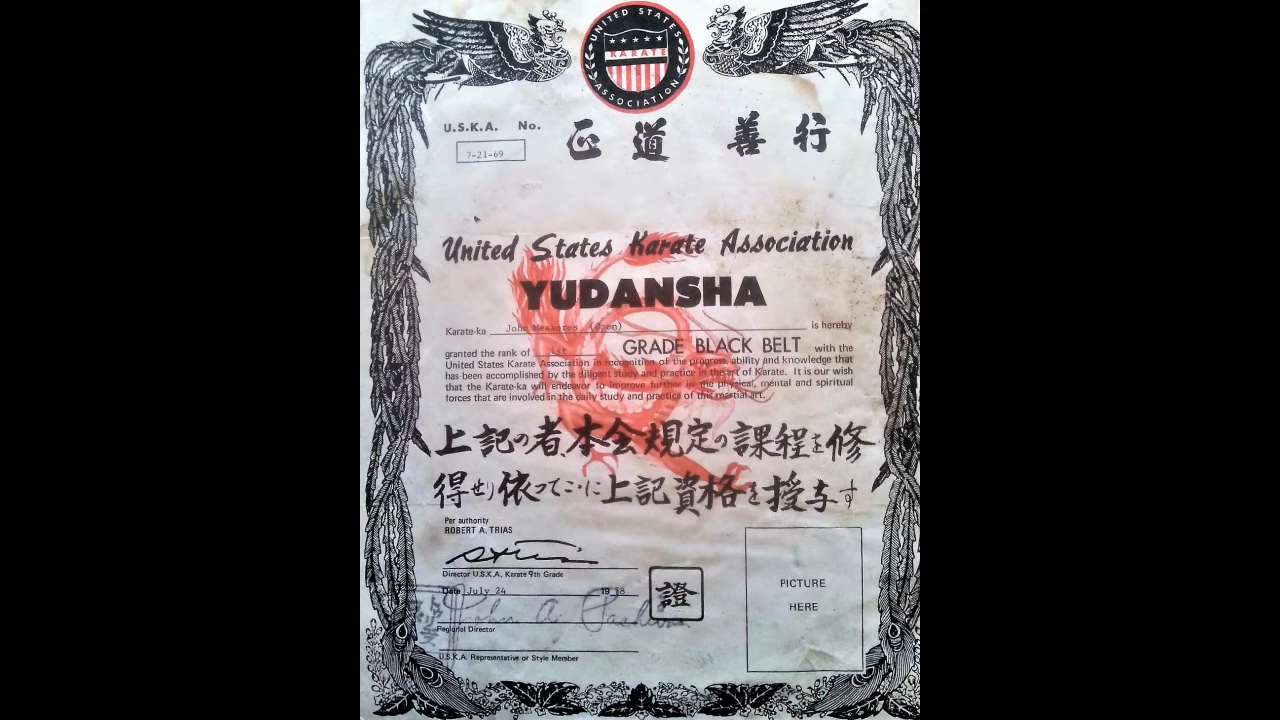 UNITED STATES
KARATE
ASSOCIATION
U.S.K.A. No.
7-21-69
正道 善行
United States Karate Association
YUDANSHA
Karate-ka John (Open) is hereby
granted the rank of 1st GRADE BLACK BELT with the
United States Karate Association in recognition of the progress, ability and knowledge that
has been accomplished by the diligent study and practice in the art of Karate. It is our wish
that the Karate-ka will endeavor to improve further in the physical, mental and spiritual
forces that are involved in the daily study and practice of this martial art.
上記の者本会規定の課程を修
得せり依ってこゝに上記資格を授与す
Per authority
ROBERT A. TRIAS
Director U.S.K.A. Karate 9th Grade
Date July 24 19
證
John A.
Regional Director
U.S.K.A. Representative or Style Member
PICTURE
HERE